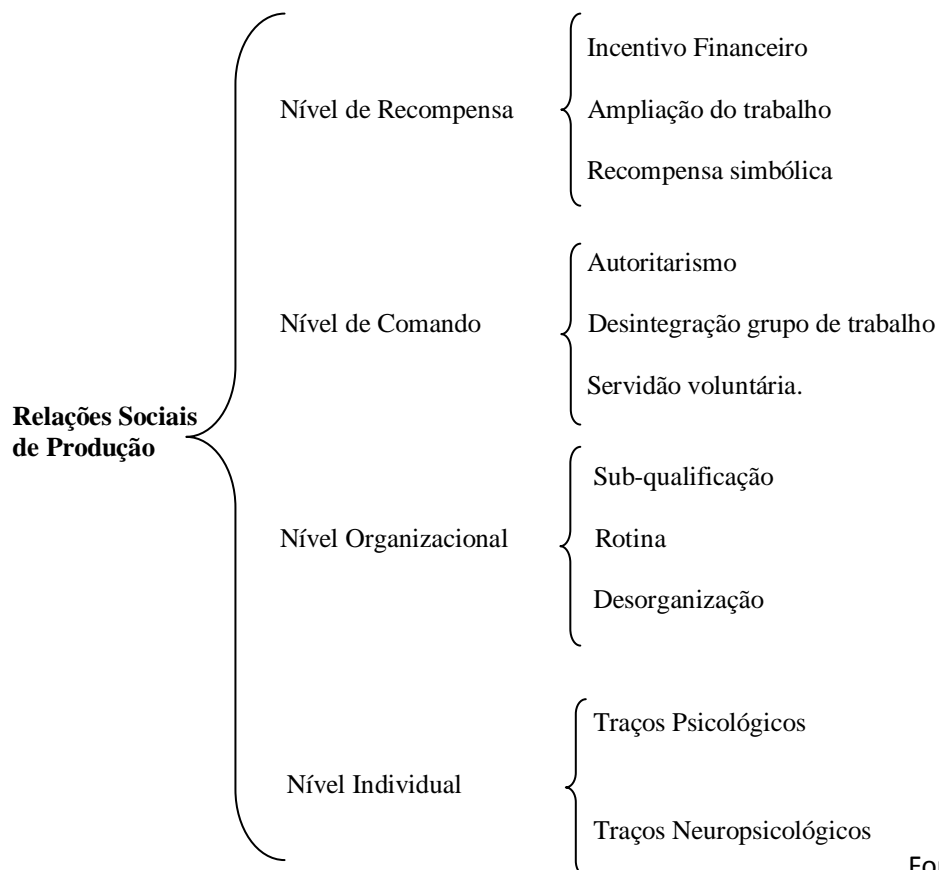 Incentivo Financeiro
Nível de Recompensa
Ampliação do trabalho
Recompensa simbólica
Autoritarismo
Nível de Comando
Desintegração grupo de trabalho
Servidão voluntária.
Relações Sociais
de Produção
Sub-qualificação
Nível Organizacional
Rotina
Desorganização
Traços Psicológicos
Nível Individual
Traços Neuropsicológicos